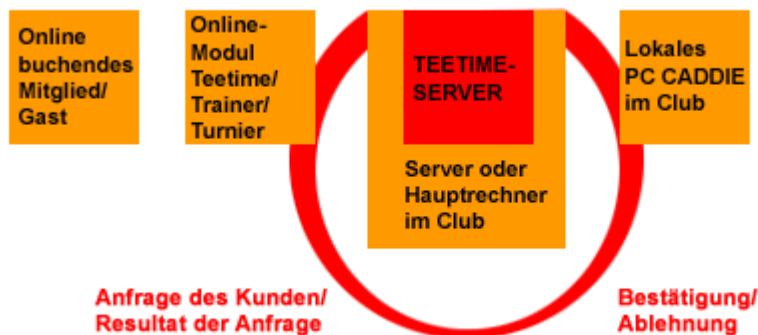 Online
buchendes
Mitglied/
Gast
Online-
Modul
Teetime/
Trainer/
Turnier
TEETIME-
SERVER
Server oder
Hauptrechner
im Club
Lokales
PC CADDIE
im Club
Anfrage des Kunden/
Resultat der Anfrage
Bestätigung/
Ablehnung